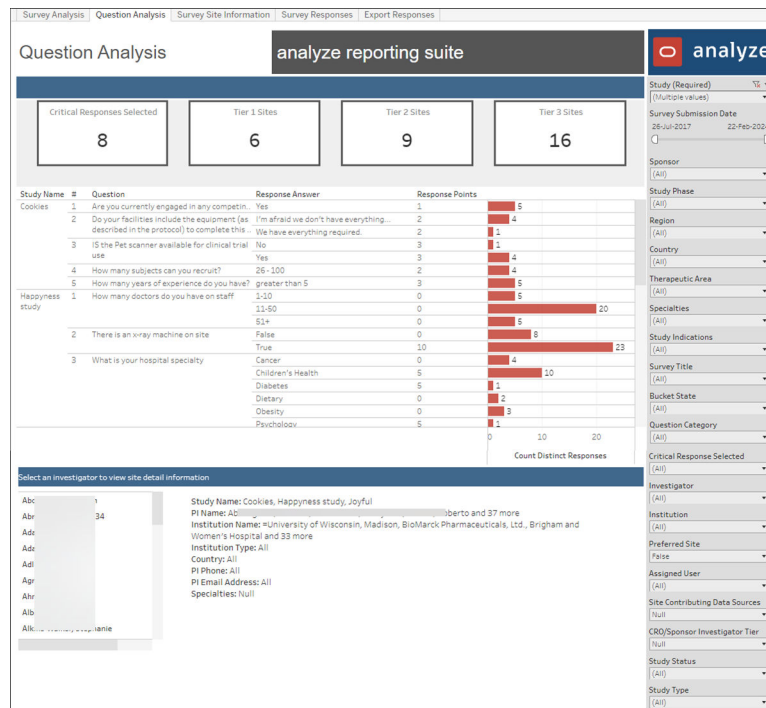 Survey Analysis Question Analysis Survey Site Information Survey Responses Export Responses
Question Analysis
analyze reporting suite
analyze
Critical Responses Selected
8
Tier 1 Sites
6
Tier 2 Sites
9
Tier 3 Sites
16
Study Name # Question Response Answer Response Points
Cookies 1 Are you currently engaged in any competin.. Yes 1 5
2 Do your facilities include the equipment (as described in the protocol) to complete this... I'm afraid we don't have everything... 2 4
We have everything required. 2 1
3 IS the Pet scanner available for clinical trial use No 3 1
Yes 3 4
4 How many subjects can you recruit? 26 - 100 2 4
5 How many years of experience do you have? greater than 5 3 5
Happyness study 1 How many doctors do you have on staff 1-10 0 5
11-50 0 20
51+ 0 5
2 There is an x-ray machine on site False 0 8
True 10 23
3 What is your hospital specialty Cancer 0 4
Children's Health 5 10
Diabetes 5 1
Dietary 0 2
Obesity 0 3
Psychology 5 1
0 10 20
Count Distinct Responses
Select an investigator to view site detail information
Abc
Abr 34
Ada
Ada
Adl
Agr
Ahr
Alb
anie
Study Name: Cookies, Happyness study, Joyful
PI Name: Ab oberto and 37 more
Institution Name: =University of Wisconsin, Madison, BioMarck Pharmaceuticals, Ltd., Brigham and
Women's Hospital and 33 more
Institution Type: All
Country: All
PI Phone: All
PI Email Address: All
Specialties: Null
Study (Required)
(Multiple values)
Survey Submission Date
26-Jul-2017 22-Feb-202
Sponsor
(All)
Study Phase
(All)
Region
(All)
Country
(All)
Therapeutic Area
(All)
Specialties
(All)
Study Indications
(All)
Survey Title
(All)
Bucket State
(All)
Question Category
(All)
Critical Response Selected
(All)
Investigator
(All)
Institution
(All)
Preferred Site
False
Assigned User
(All)
Site Contributing Data Sources
Null
CRO/Sponsor Investigator Tier
Null
Study Status
(All)
Study Type
(All)